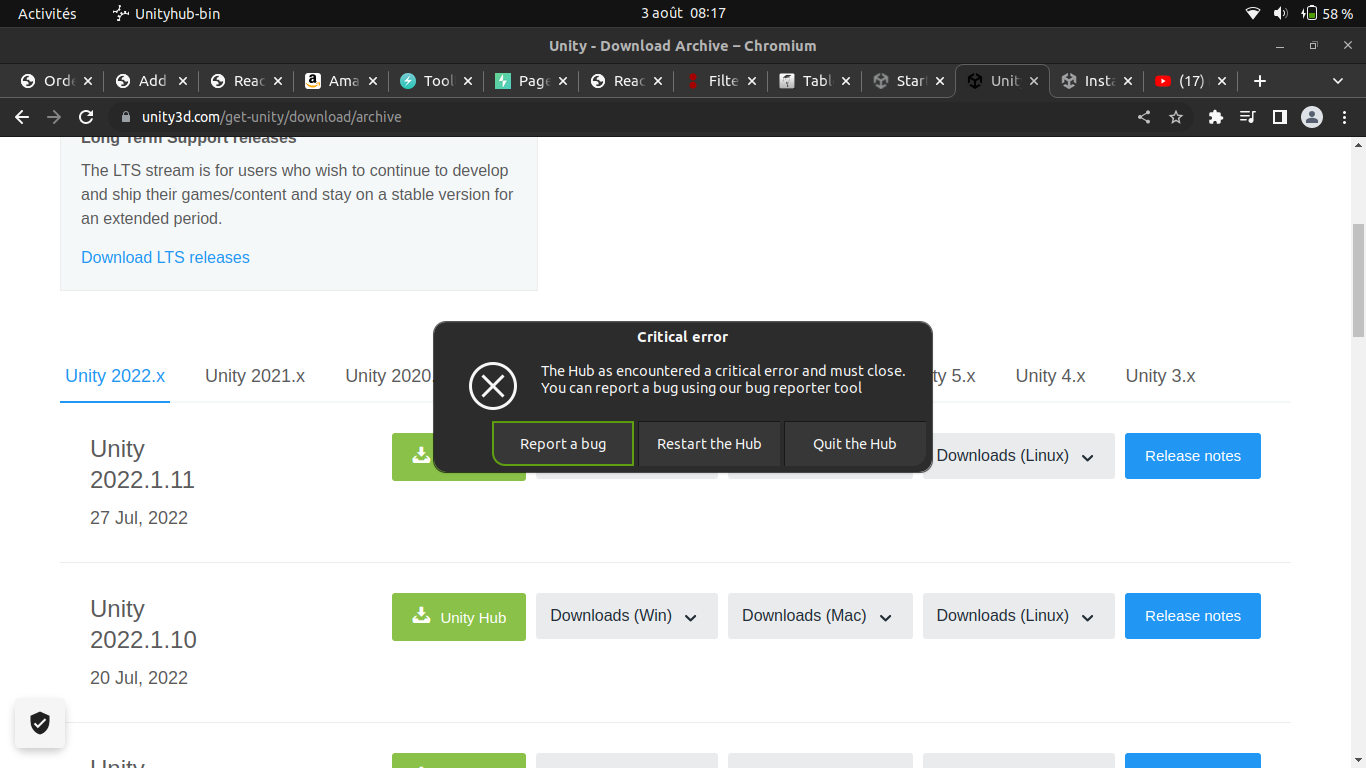 Activités
Unityhub-bin
3 août 08:17
58 %
Unity - Download Archive – Chromium
Orde
Add
Reac
Ama
Tool
Page
Reac
Filte
Tabl
Star
Unit
Insta
(17)
unity3d.com/get-unity/download/archive
Long Term Support releases
The LTS stream is for users who wish to continue to develop
and ship their games/content and stay on a stable version for
an extended period.
Download LTS releases
Critical error
The Hub as encountered a critical error and must close.
You can report a bug using our bug reporter tool
Report a bug
Restart the Hub
Quit the Hub
Unity 2022.x
Unity 2021.x
Unity 2020.
ty 5.x
Unity 4.x
Unity 3.x
Unity
2022.1.11
27 Jul, 2022
Downloads (Linux)
Release notes
Unity
2022.1.10
20 Jul, 2022
Unity Hub
Downloads (Win)
Downloads (Mac)
Downloads (Linux)
Release notes
Unity